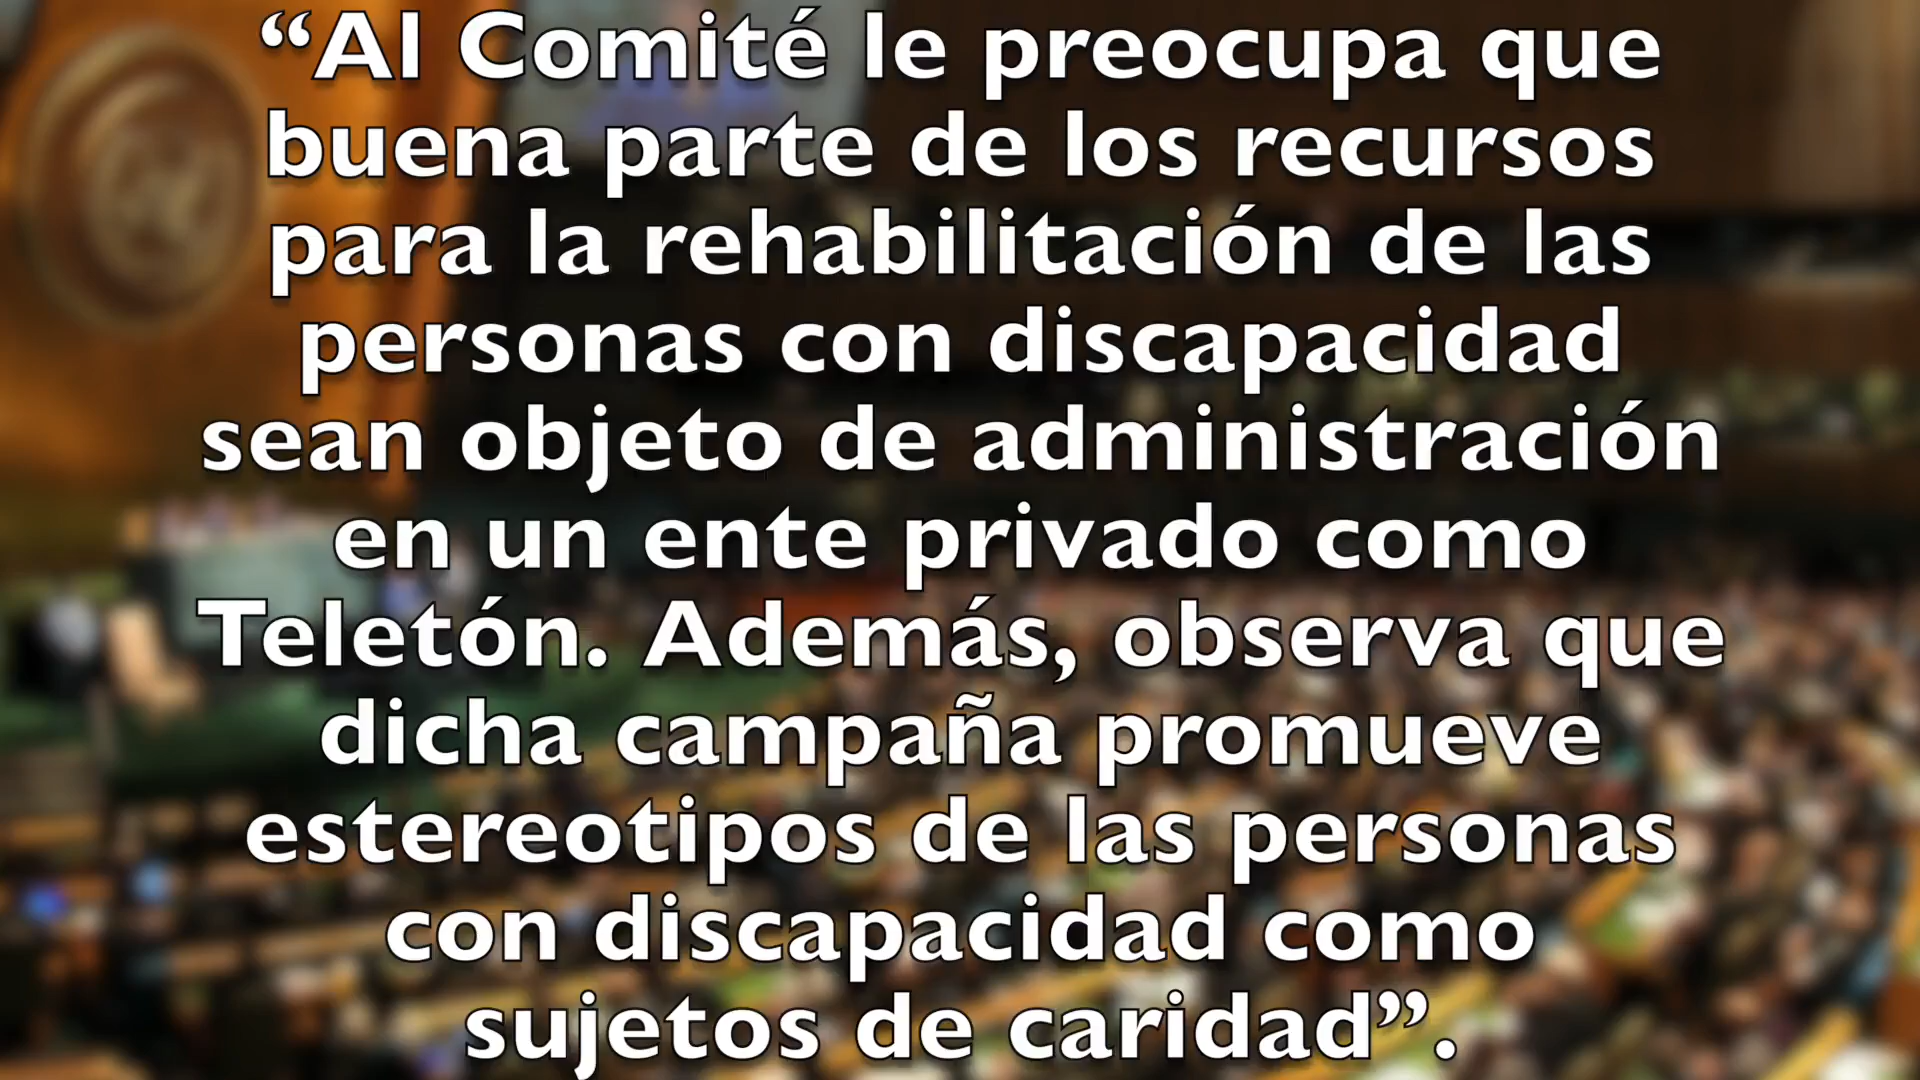 “Al Comité le preocupa que
buena parte de los recursos
para la rehabilitación de las
personas con discapacidad
sean objeto de administración
en un ente privado como
Teletón. Además, observa que
dicha campaña promueve
estereotipos de las personas
con discapacidad como
sujetos de caridad”.